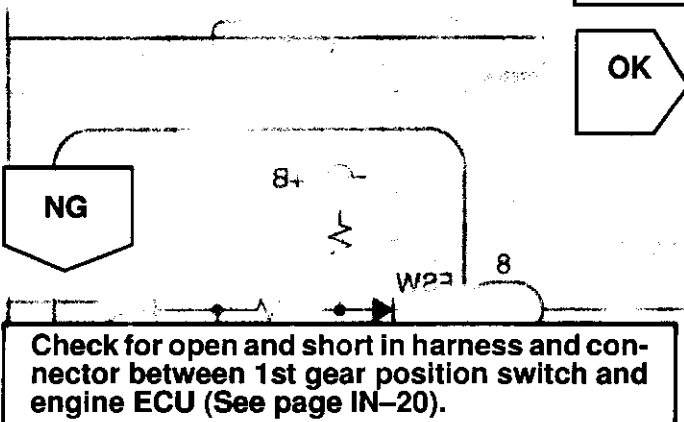 OK
NG
8+
8
Check for open and short in harness and con-
nector between 1st gear position switch and
engine ECU (See page IN–20).